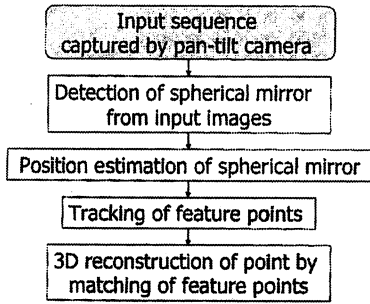 Input sequence
captured by pan-tilt camera
Detection of spherical mirror
from input images
Position estimation of spherical mirror
Tracking of feature points
3D reconstruction of point by
matching of feature points